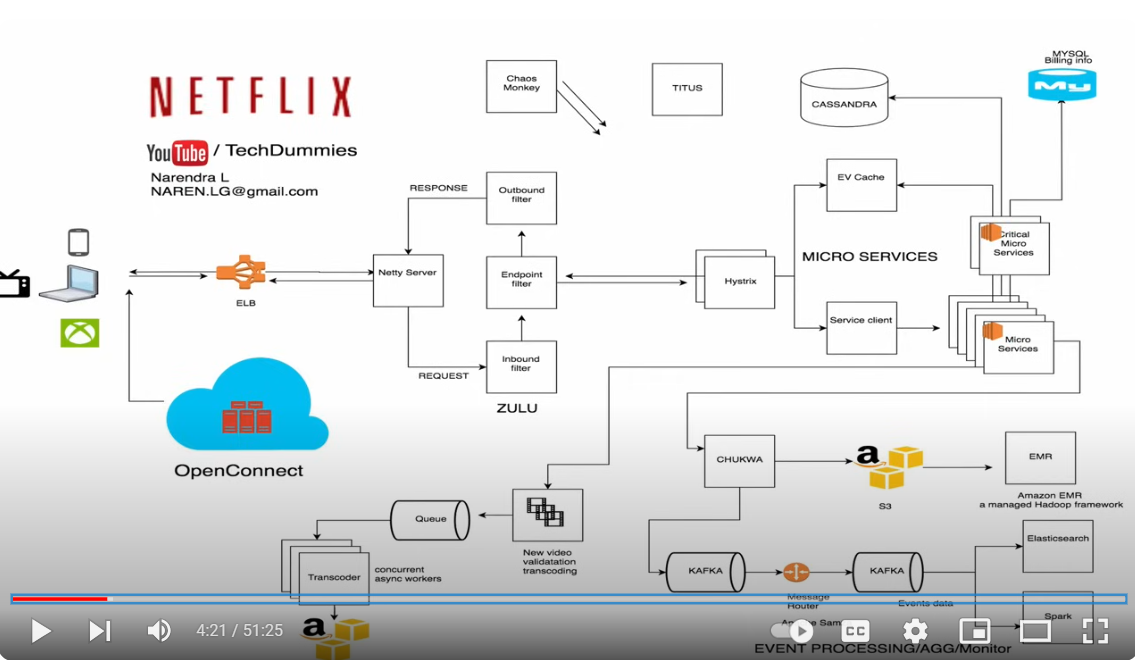 NETFLIX
YouTube / TechDummies
Narendra L
NAREN.LG@gmail.com
Chaos
Monkey
TITUS
CASSANDRA
MYSQL
Billing info
My
RESPONSE
Outbound
filter
EV Cache
Critical
Micro
Services
MICRO SERVICES
Netty Server
Endpoint
filter
Hystrix
ELB
Service client
Micro
Services
Inbound
filter
REQUEST
ZULU
OpenConnect
CHUKWA
a
S3
EMR
Amazon EMR
a managed Hadoop framework
Queue
New video
validatation
transcoding
Transcoder
concurrent
async workers
a
KAFKA
Message
Router
KAFKA
Events data
Elasticsearch
Spark
EVENT PROCESSING/AGG/Monitor
4:21 / 51:25
CC